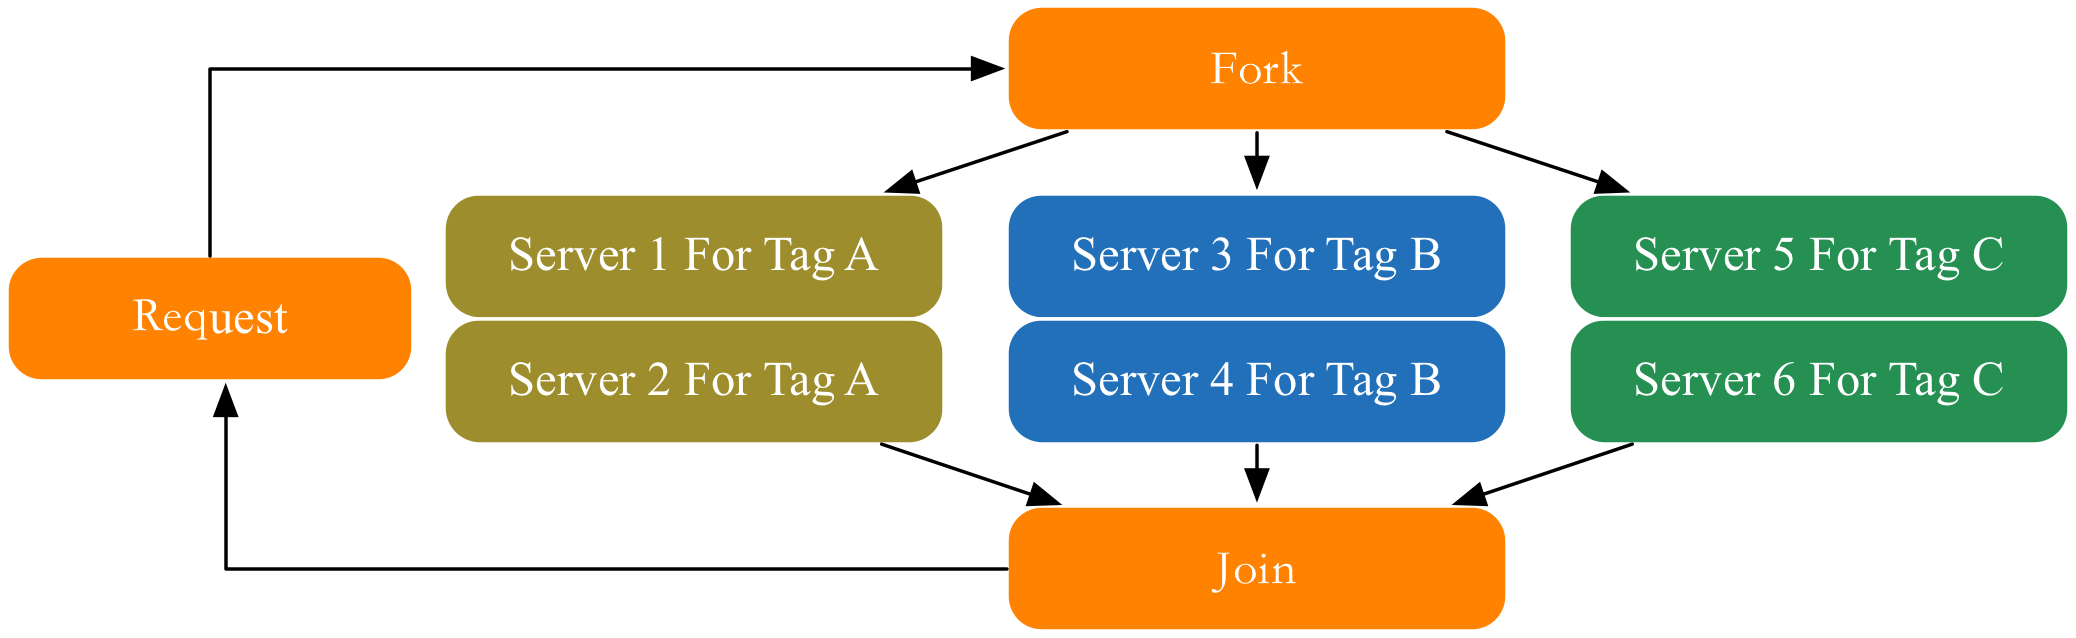 Fork
Server 1 For Tag A
Server 3 For Tag B
Server 5 For Tag C
Request
Server 2 For Tag A
Server 4 For Tag B
Server 6 For Tag C
Join